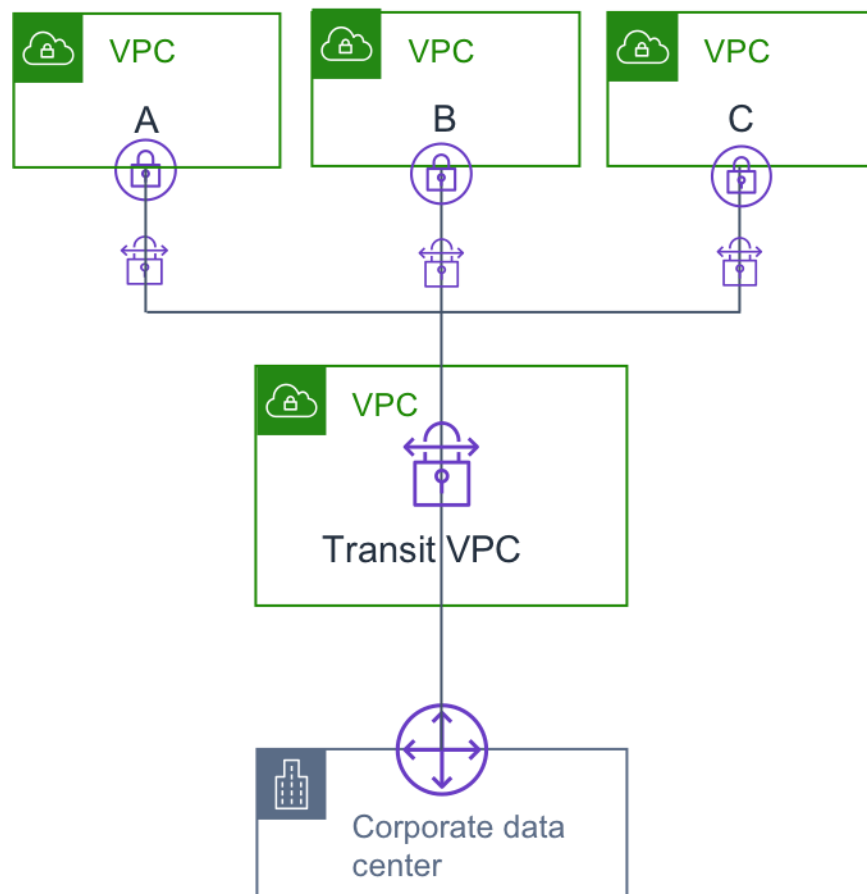 VPC
A
VPC
B
VPC
C
VPC
Transit VPC
Corporate data
center